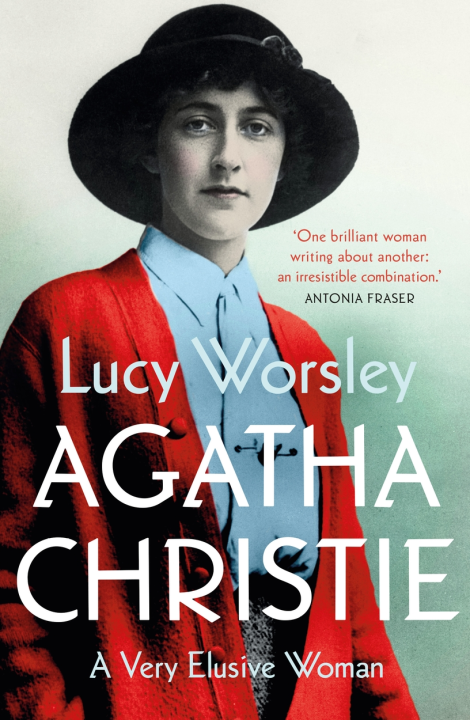 ‘One brilliant woman
writing about another:
an irresistible combination.’
ANTONIA FRASER
Lucy Worsley
AGATHA
CHRISTIE
A Very Elusive Woman